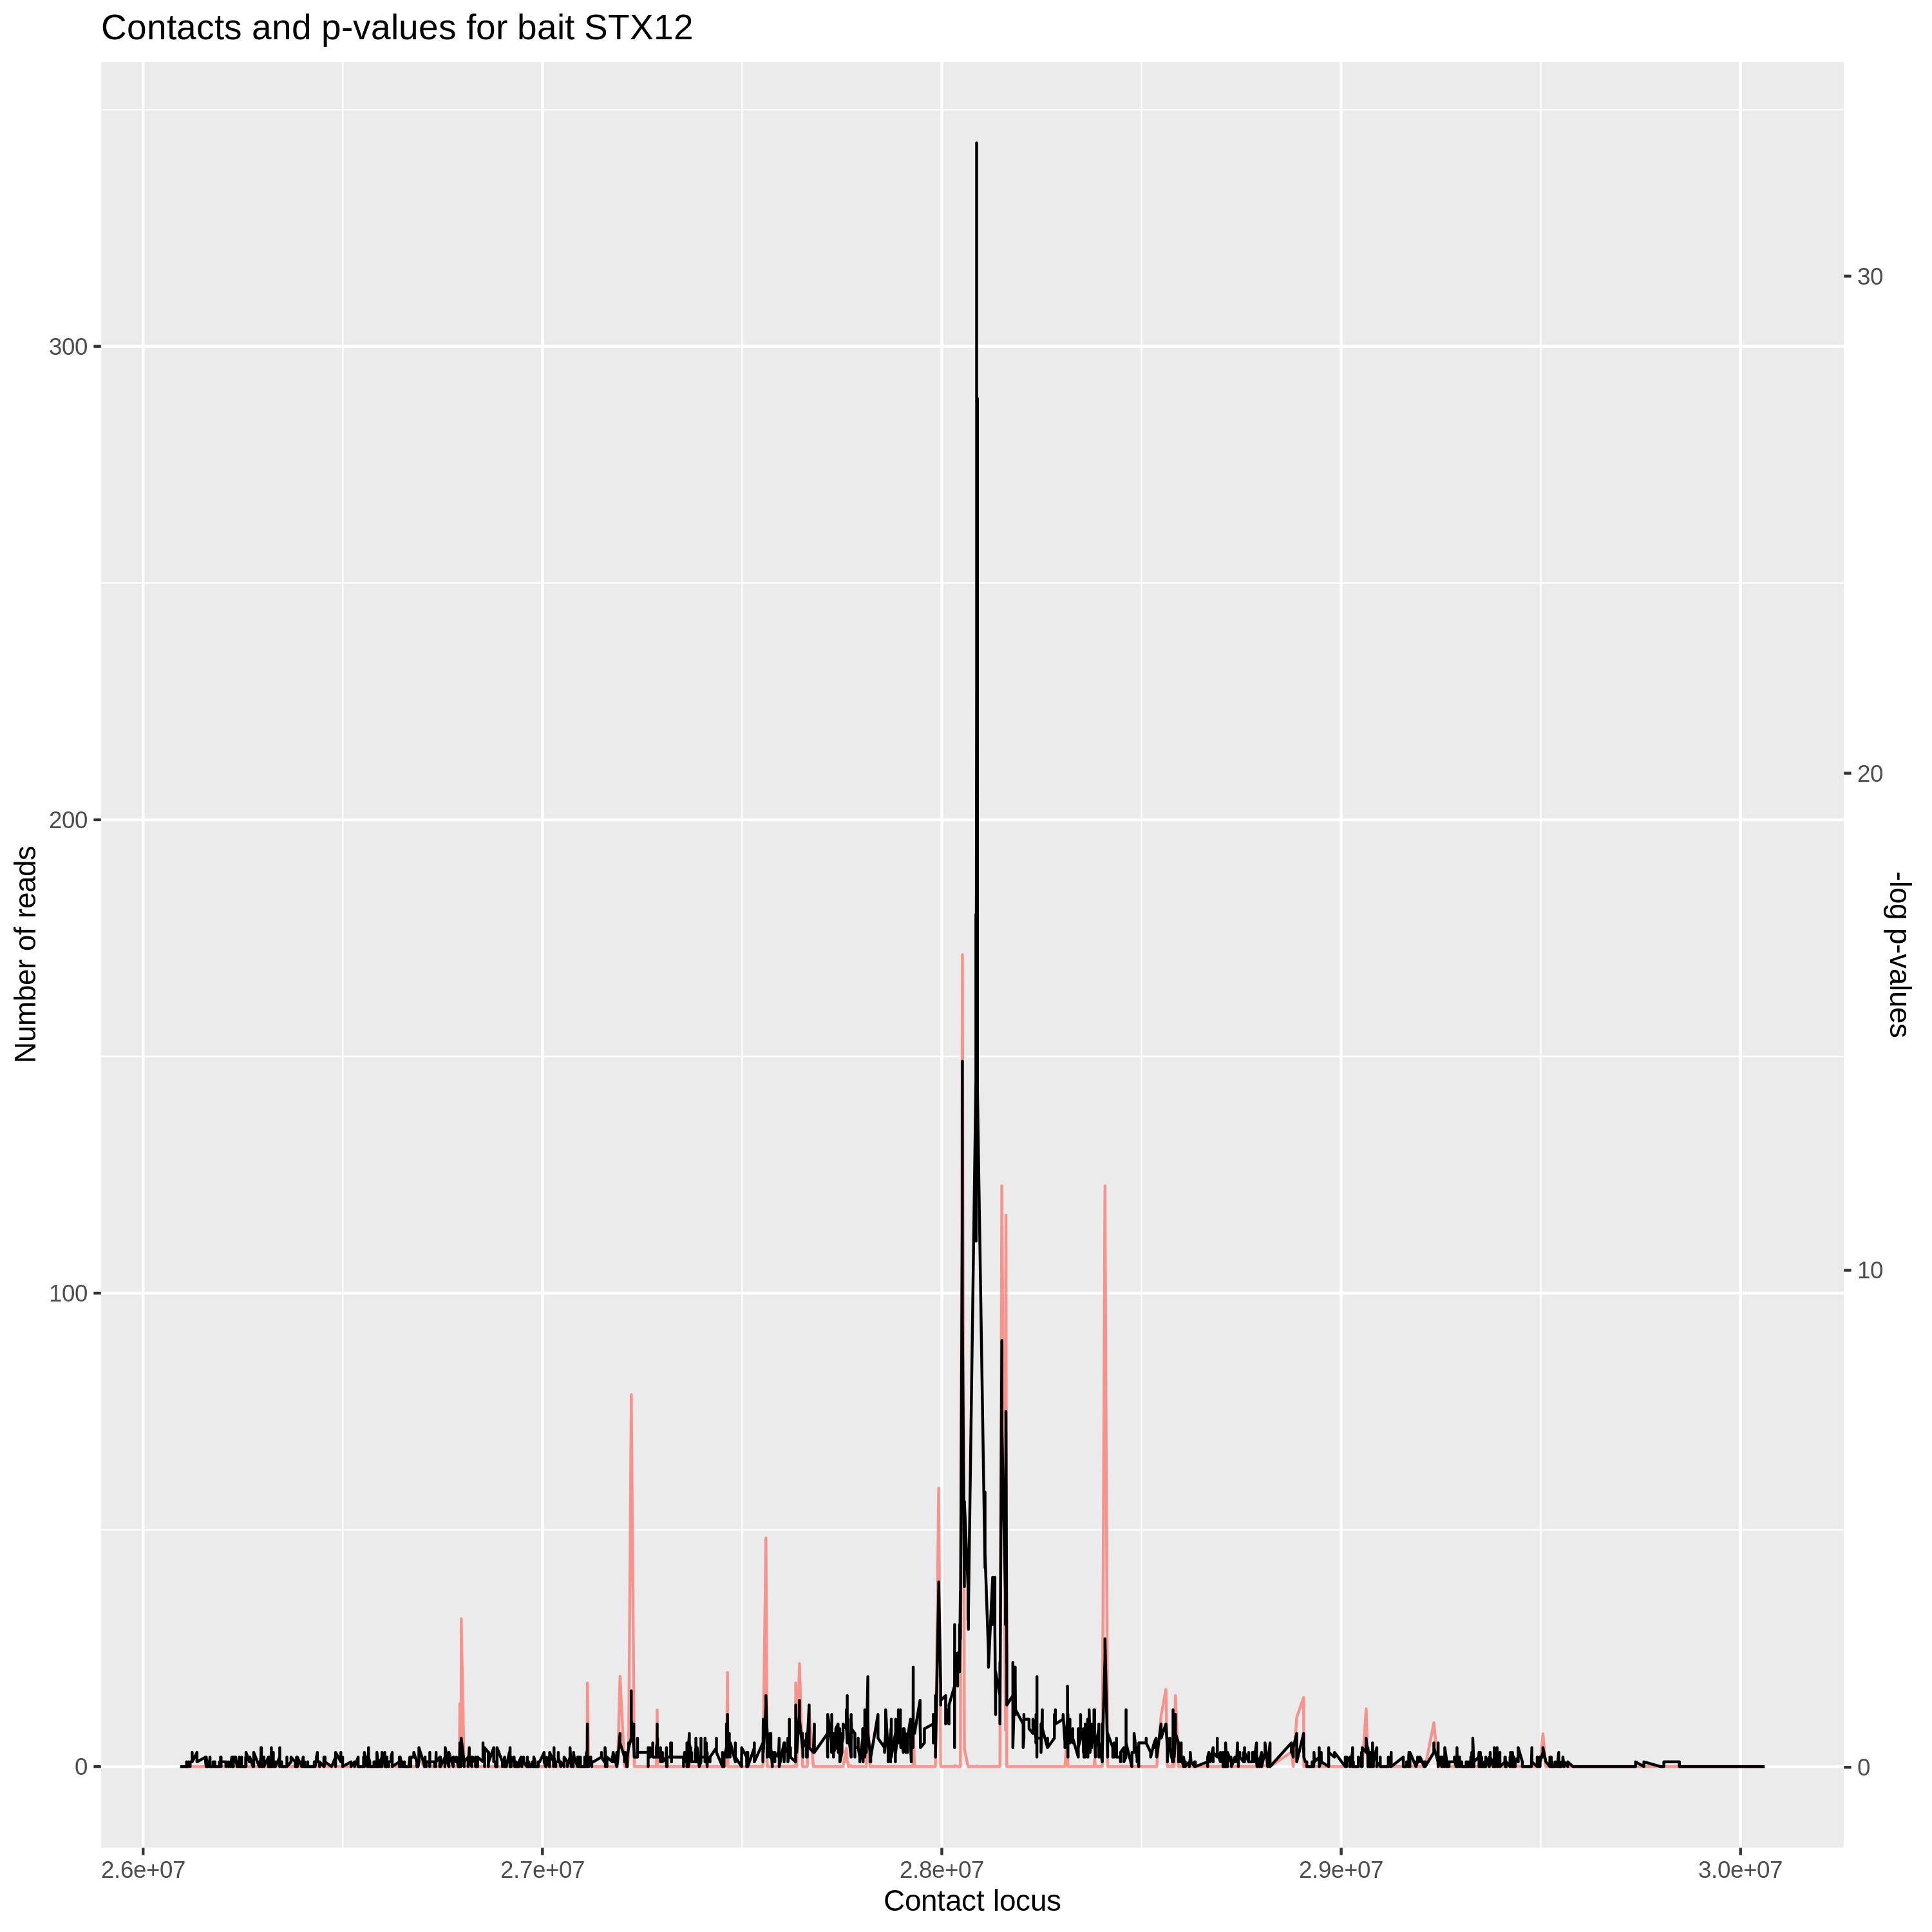 Contacts and p-values for bait STX12
300
200
100
0
Number of reads
30
20
10
0
-log p-values
2.6e+07 2.7e+07 2.8e+07 2.9e+07 3.0e+07
Contact locus